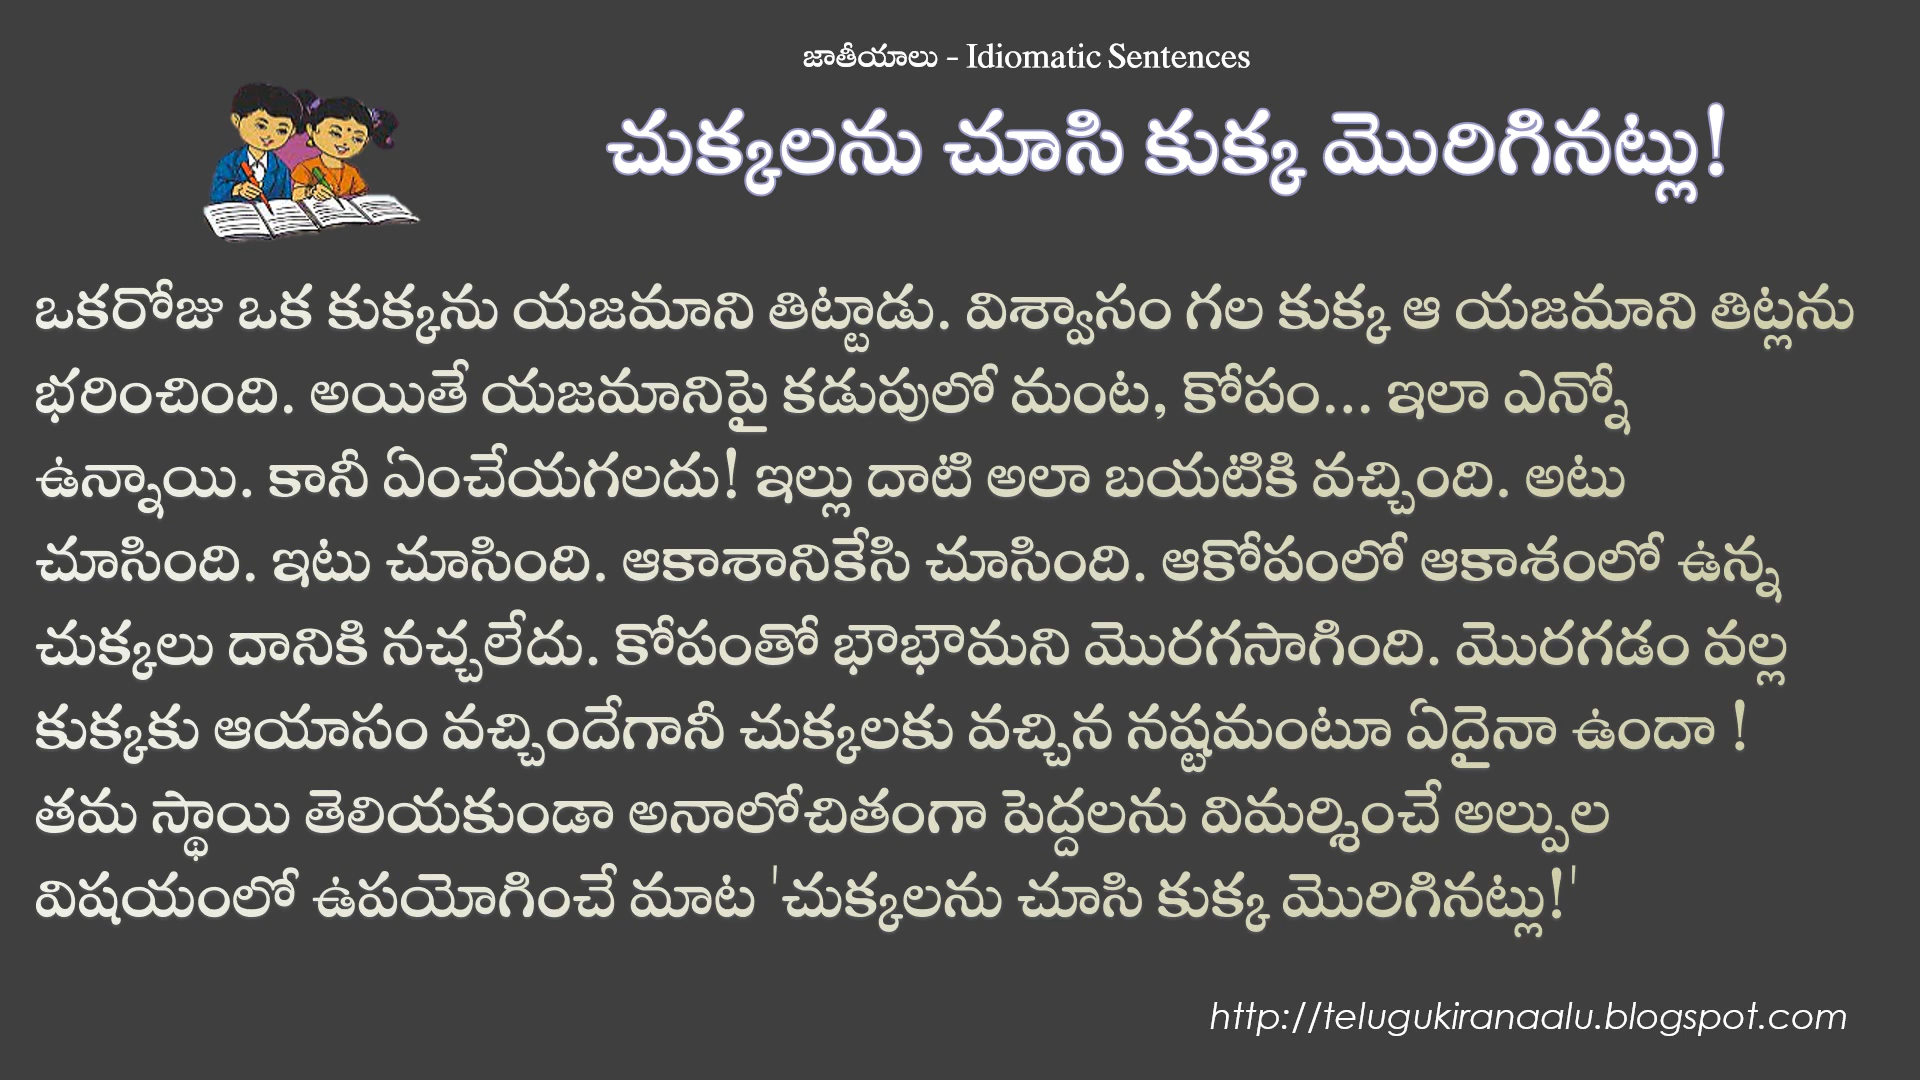 జాతీయాలు - Idiomatic Sentences
చుక్కలను చూసి కుక్క మొరిగినట్లు!
ఒకరోజు ఒక కుక్కను యజమాని తిట్టాడు. విశ్వాసం గల కుక్క ఆ యజమాని తిట్లను
భరించింది. అయితే యజమానిపై కడుపులో మంట, కోపం... ఇలా ఎన్నో
ఉన్నాయి. కానీ ఏంచేయగలదు! ఇల్లు దాటి అలా బయటికి వచ్చింది. అటు
చూసింది. ఇటు చూసింది. ఆకాశానికేసి చూసింది. ఆకోపంలో ఆకాశంలో ఉన్న
చుక్కలు దానికి నచ్చలేదు. కోపంతో భౌభౌమని మొరగసాగింది. మొరగడం వల్ల
కుక్కకు ఆయాసం వచ్చిందేగానీ చుక్కలకు వచ్చిన నష్టమంటూ ఏదైనా ఉందా !
తమ స్థాయి తెలియకుండా అనాలోచితంగా పెద్దలను విమర్శించే అల్పుల
విషయంలో ఉపయోగించే మాట 'చుక్కలను చూసి కుక్క మొరిగినట్లు!'
http://telugukiranaalu.blogspot.com